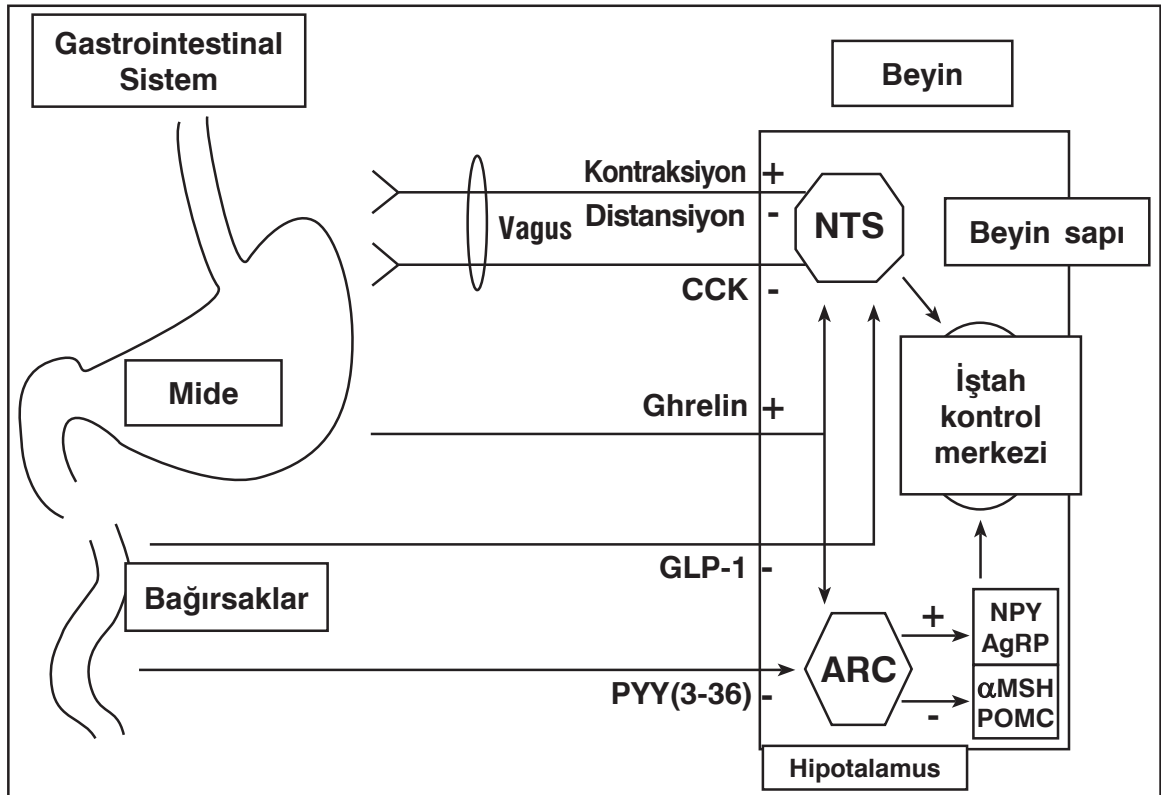 Gastrointestinal
Sistem
Beyin
Kontraksiyon +
Vagus Distansiyon -
NTS
Beyin sapı
CCK -
Mide
Ghrelin +
İştah
kontrol
merkezi
GLP-1 -
Bağırsaklar
PYY(3-36) -
ARC
+
-
NPY
AgRP
αMSH
POMC
Hipotalamus